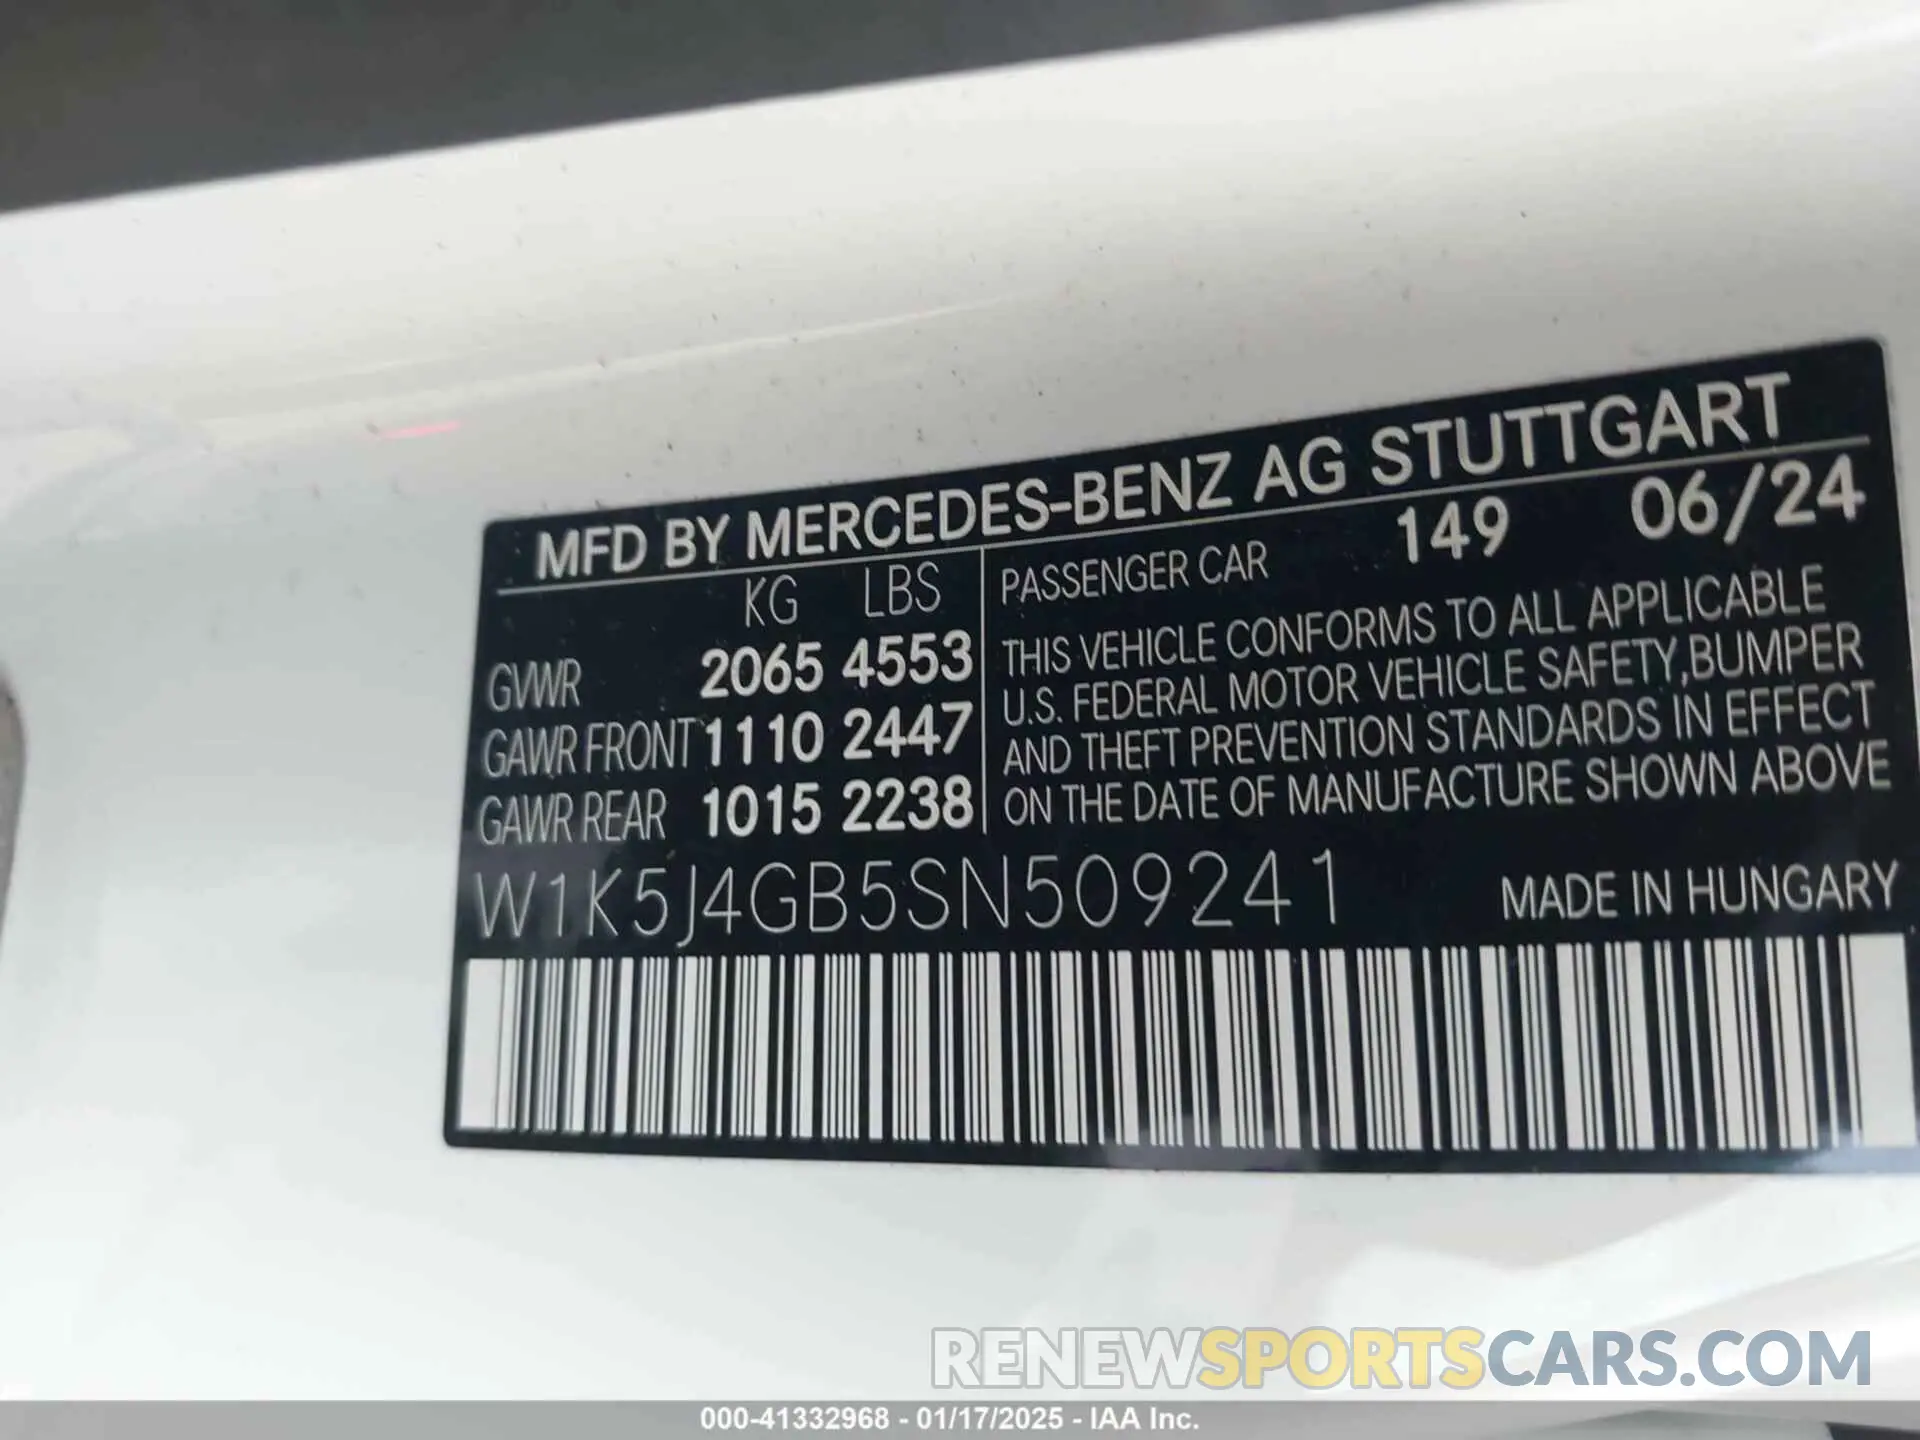 MFD BY MERCEDES-BENZ AG STUTTGART
KG LBS
GVWR 2065 4553
GAWR FRONT 1110 2447
GAWR REAR 1015 2238
PASSENGER CAR 149 06/24
THIS VEHICLE CONFORMS TO ALL APPLICABLE
U.S. FEDERAL MOTOR VEHICLE SAFETY,BUMPER
AND THEFT PREVENTION STANDARDS IN EFFECT
ON THE DATE OF MANUFACTURE SHOWN ABOVE
W1K5J4GB5SN509241 MADE IN HUNGARY
RENEWSPORTSCARS.COM
000-41332968 - 01/17/2025 - IAA Inc.